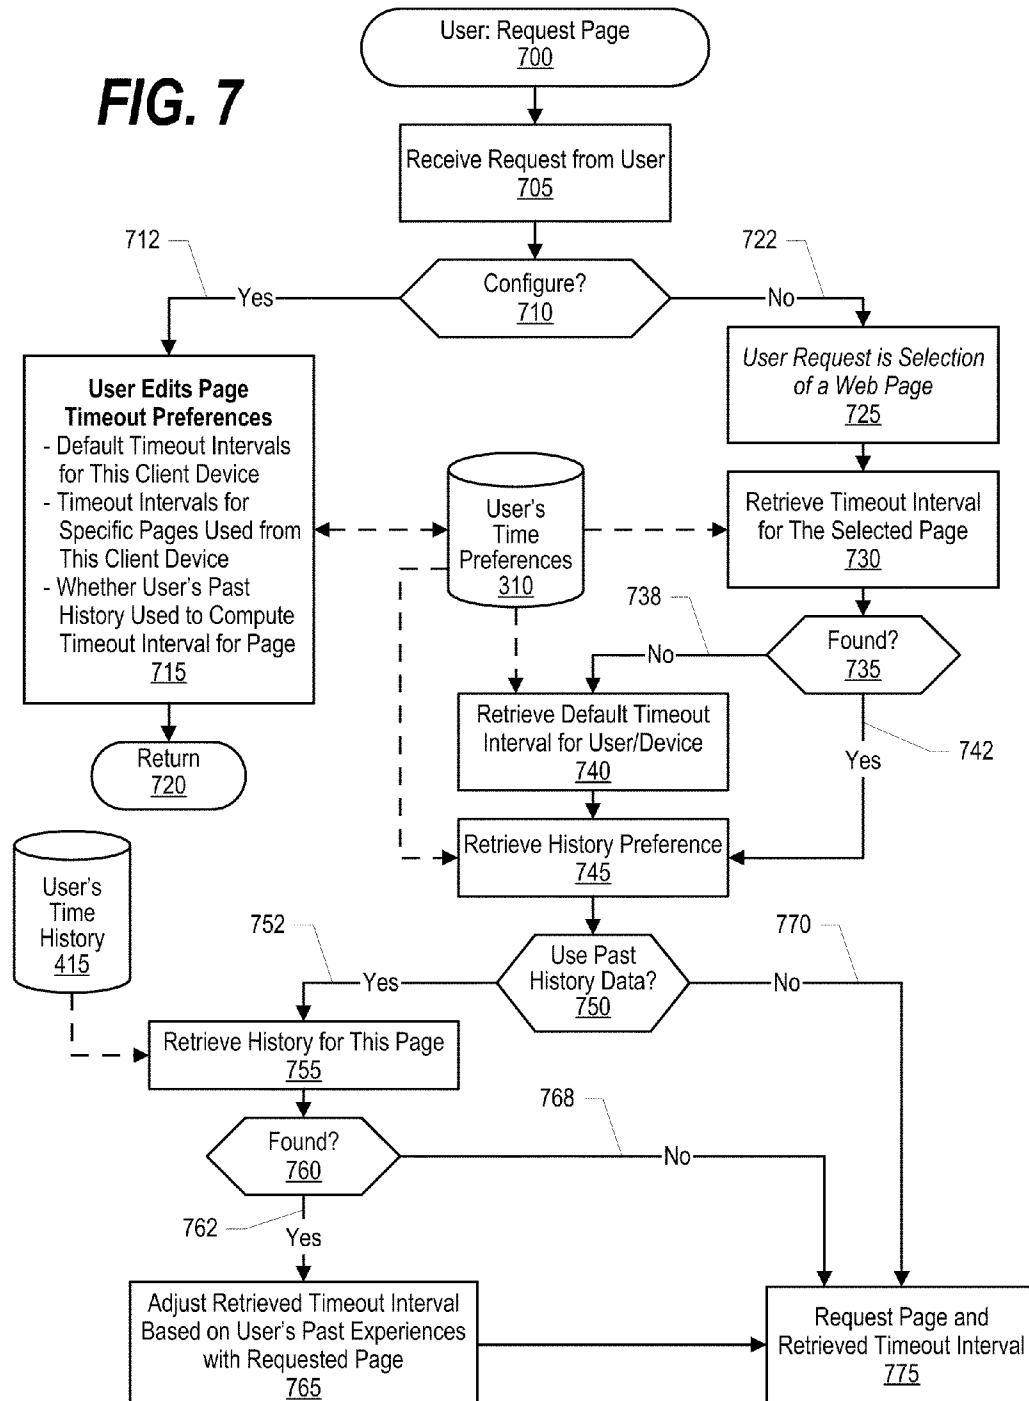 User: Request Page
700
FIG. 7
Receive Request from User
705
712
722
Configure?
710
Yes
No
User Request is Selection
of a Web Page
725
User Edits Page
Timeout Preferences
- Default Timeout Intervals
for This Client Device
- Timeout Intervals for
Specific Pages Used from
This Client Device
- Whether User's Past
History Used to Compute
Timeout Interval for Page
715
User's
Time
Preferences
310
Retrieve Timeout Interval
for The Selected Page
730
738
Found?
735
No
Retrieve Default Timeout
Interval for User/Device
740
742
Yes
Return
720
Retrieve History Preference
745
User's
Time
History
415
752
770
Use Past
History Data?
750
Yes
No
Retrieve History for This Page
755
768
Found?
760
No
762
Yes
Adjust Retrieved Timeout Interval
Based on User's Past Experiences
with Requested Page
765
Request Page and
Retrieved Timeout Interval
775